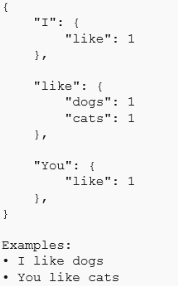 {
"I": {
"like": 1
},
"like": {
"dogs": 1
"cats": 1
},
"You": {
"like": 1
},
}
Examples:
• I like dogs
• You like cats